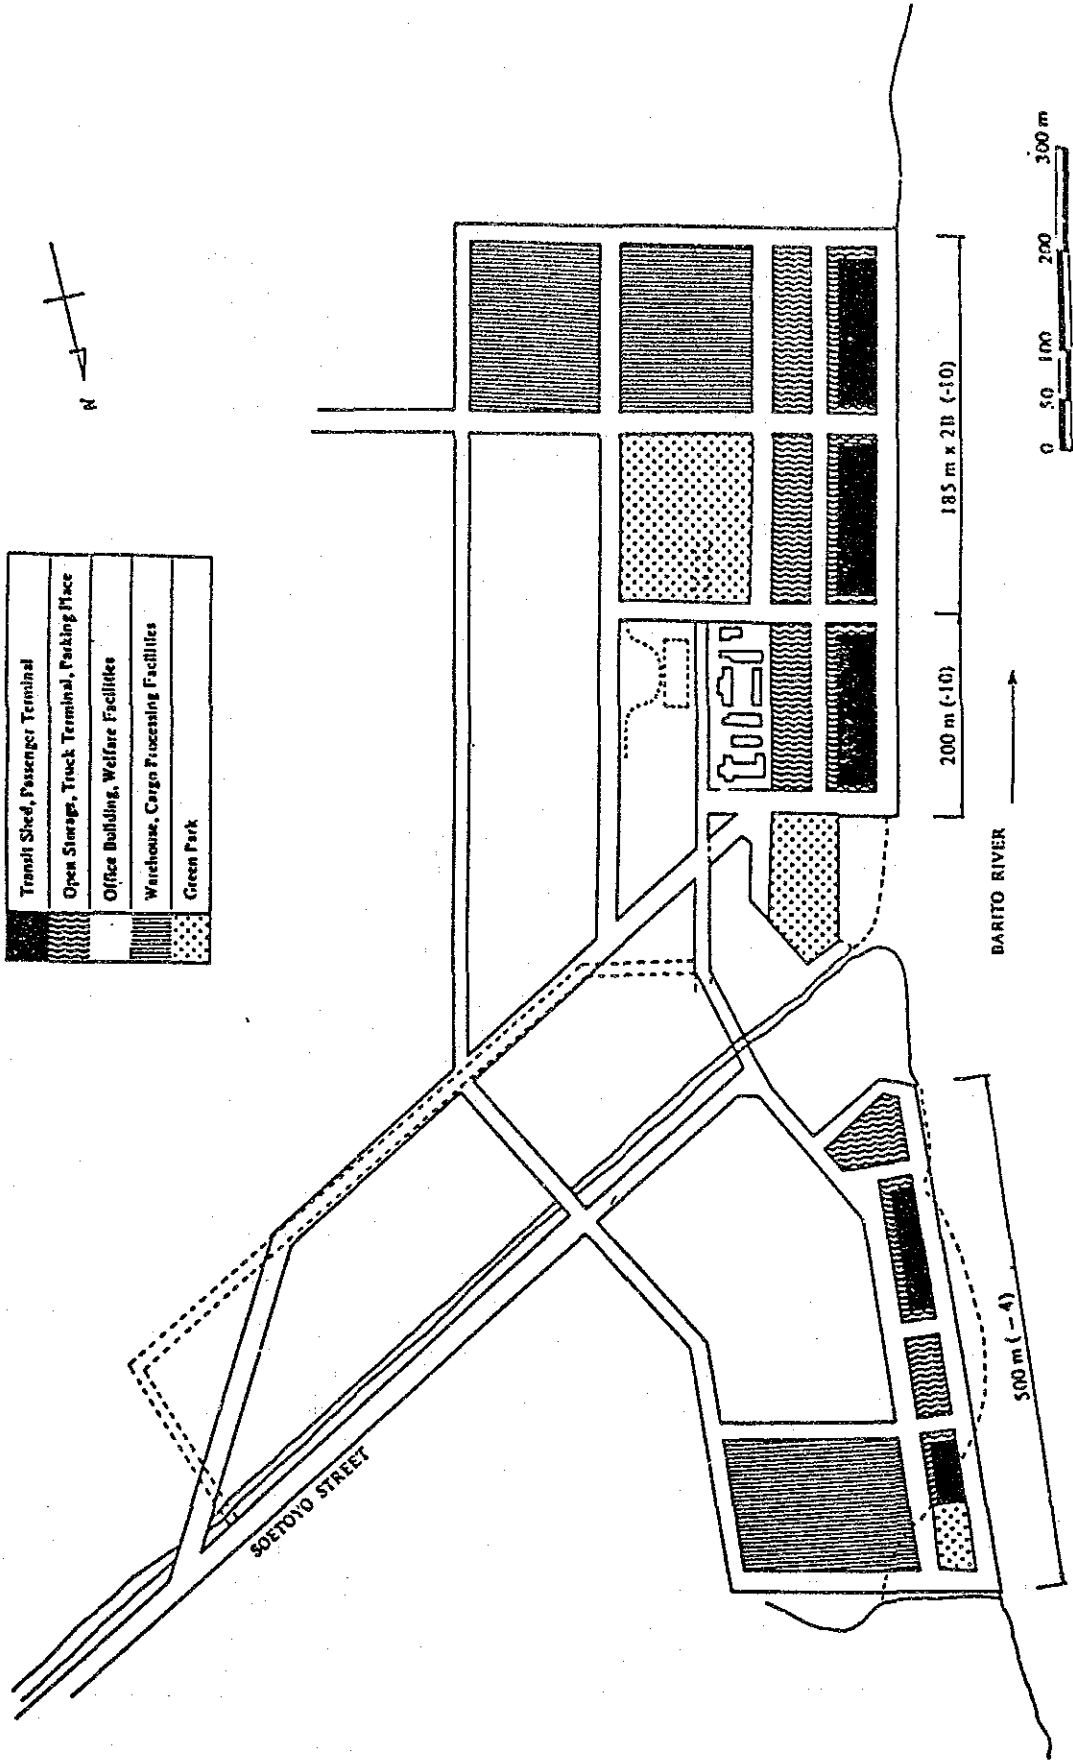 Transit Shed, Passenger Terminal
Open Storage, Truck Terminal, Parking Place
Office Building, Welfare Facilities
Warehouse, Cargo Processing Facilities
Green Park
N
SOETOYO STREET
BARITO RIVER
500 m ( – 4)
200 m (-10)
185 m x 2B (-10)
0 50 100 200 300 m